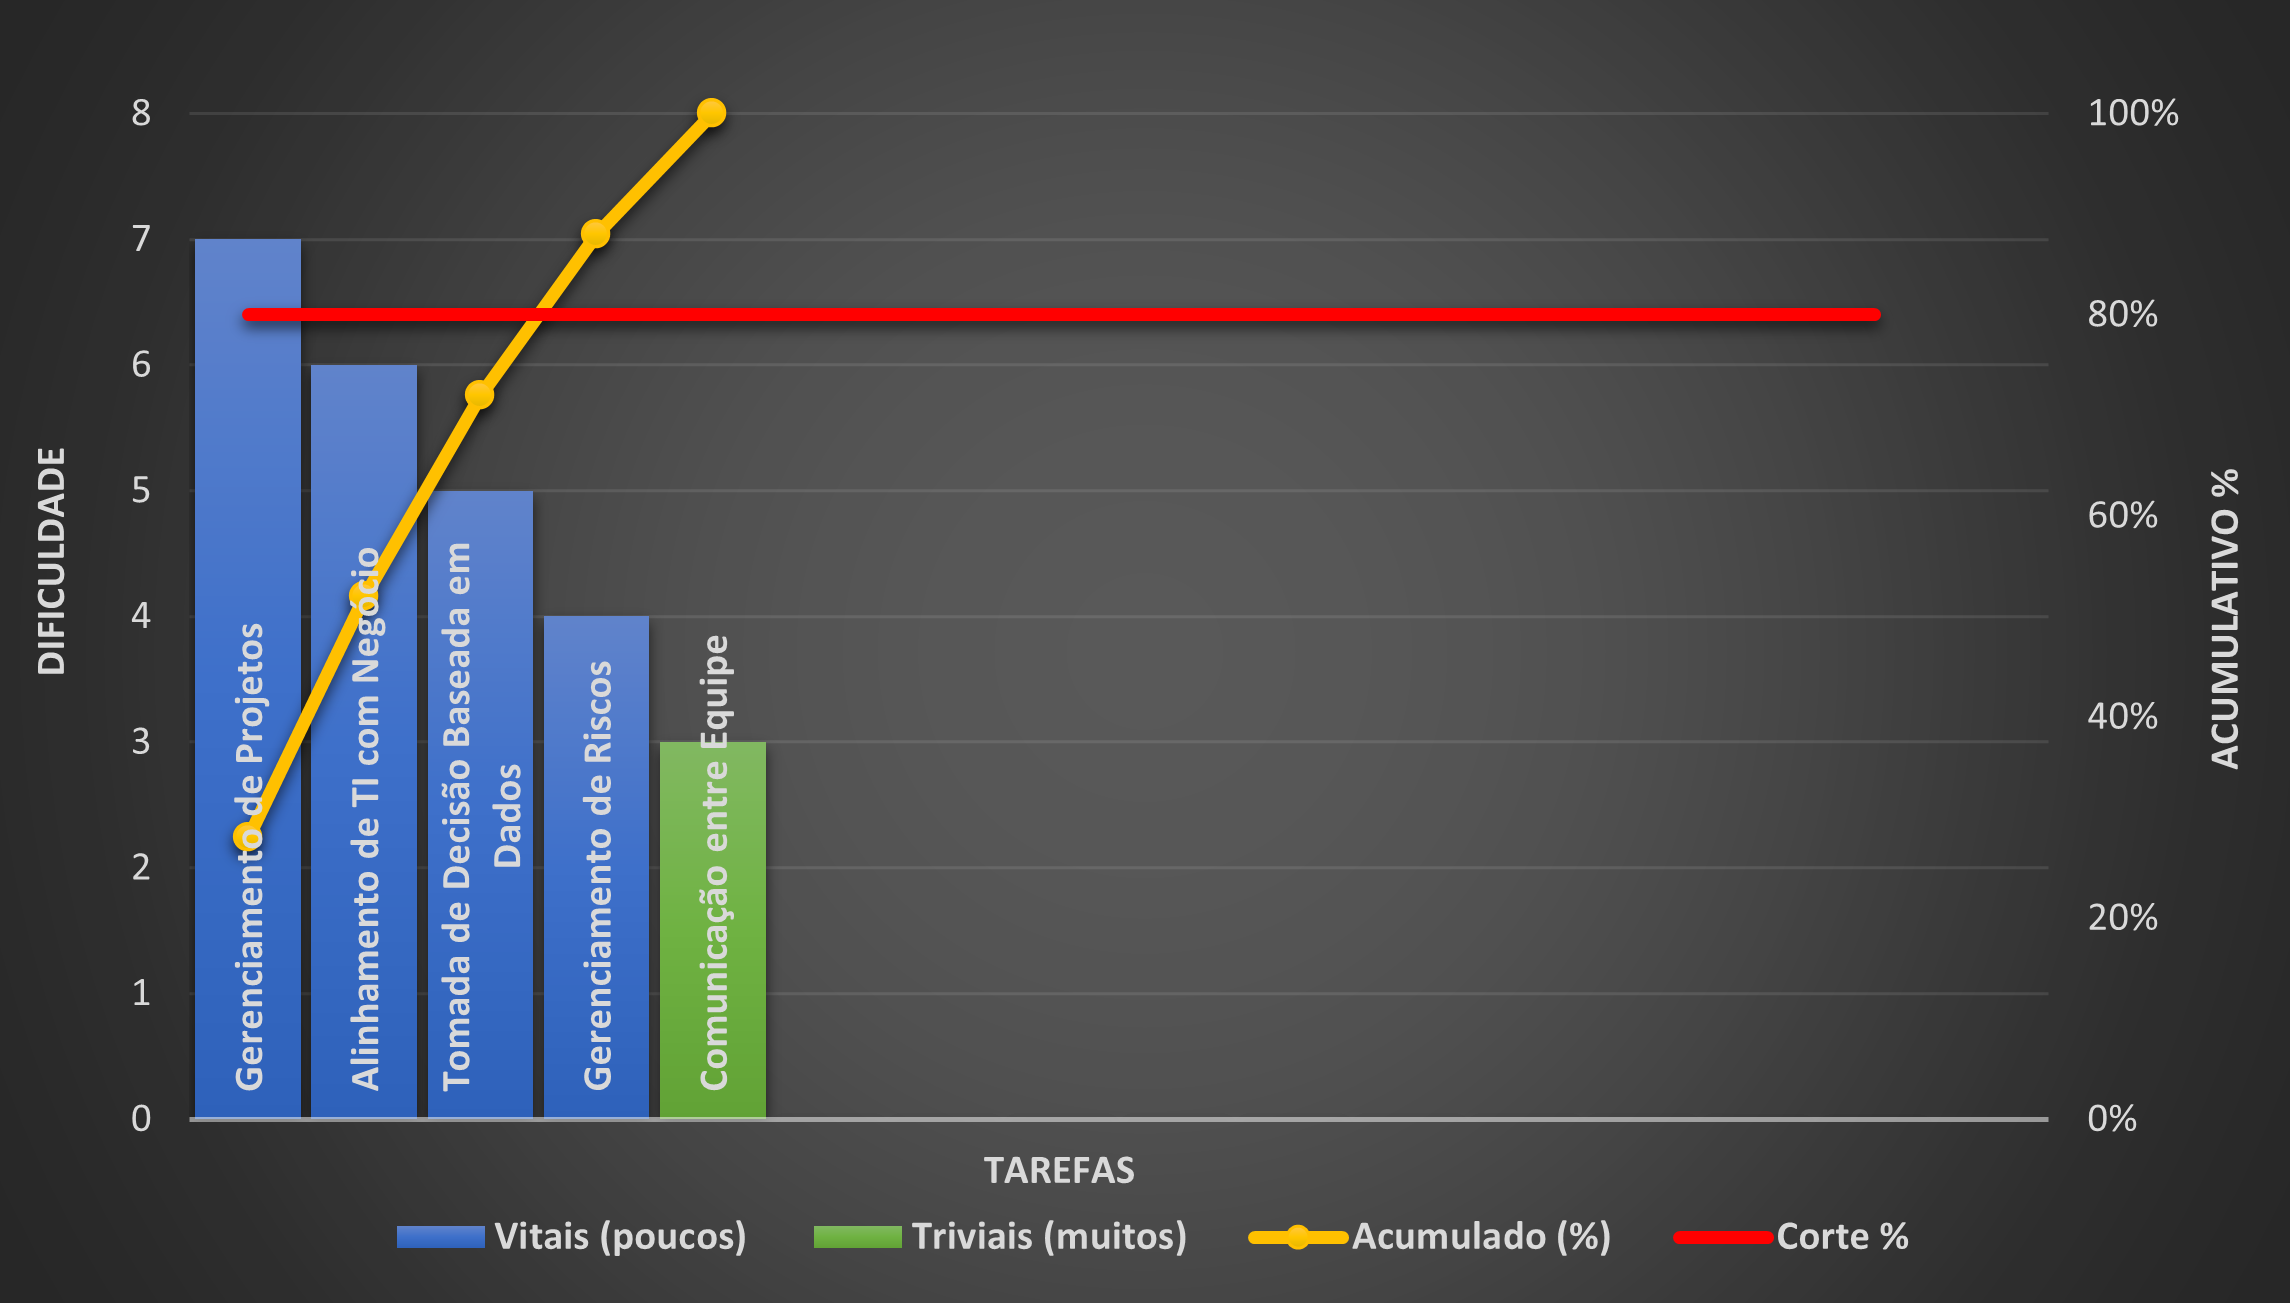 8
7
6
5
4
3
2
1
0
DIFICULDADE
Gerenciamento de Projetos
Alinhamento de TI com Negócio
Tomada de Decisão Baseada em
Dados
Gerenciamento de Riscos
Comunicação entre Equipe
100%
80%
60%
40%
20%
0%
ACUMULATIVO %
TAREFAS
Vitais (poucos)
Triviais (muitos)
Acumulado (%)
Corte %